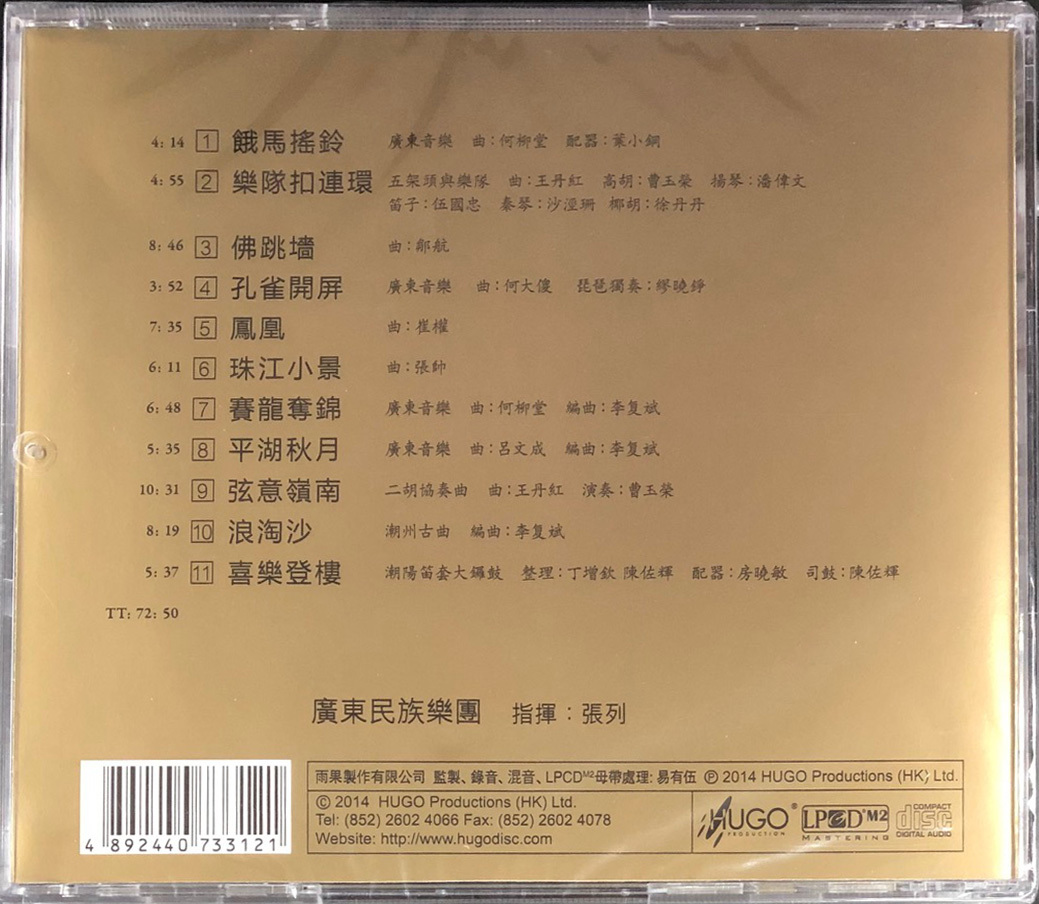 4: 14 1 餓馬搖鈴 廣東音樂 曲：何柳堂 配器：葉小鋼
4: 55 2 樂隊扣連環 五架頭與樂隊 曲：王丹紅 高胡：曹玉榮 揚琴：潘偉文
笛子：伍國忠 秦琴：沙涇珊 椰胡：徐丹丹
8: 46 3 佛跳墻 曲：鄔航
3: 52 4 孔雀開屏 廣東音樂 曲：何大傻 琵琶獨奏：繆曉錚
7: 35 5 鳳凰 曲：崔權
6: 11 6 珠江小景 曲：張帥
6: 48 7 賽龍奪錦 廣東音樂 曲：何柳堂 編曲：李复斌
5: 35 8 平湖秋月 廣東音樂 曲：呂文成 編曲：李复斌
10: 31 9 弦意嶺南 二胡協奏曲 曲：王丹紅 演奏：曹玉榮
8: 19 10 浪淘沙 潮州古曲 編曲：李复斌
5: 37 11 喜樂登樓 潮陽笛套大鑼鼓 整理：丁增欽 陳佐輝 配器：房曉敏 司鼓：陳佐輝
TT: 72: 50
廣東民族樂團 指揮：張列
雨果製作有限公司 監製、錄音、混音、LPCDᴹ²母帶處理: 易有伍 ℗ 2014 HUGO Productions (HK) Ltd.
© 2014 HUGO Productions (HK) Ltd.
Tel: (852) 2602 4066 Fax: (852) 2602 4078
Website: http://www.hugodisc.com
HUGO® PRODUCTION
LPCD M2 MASTERING
COMPACT disc DIGITAL AUDIO
4 892440 733121